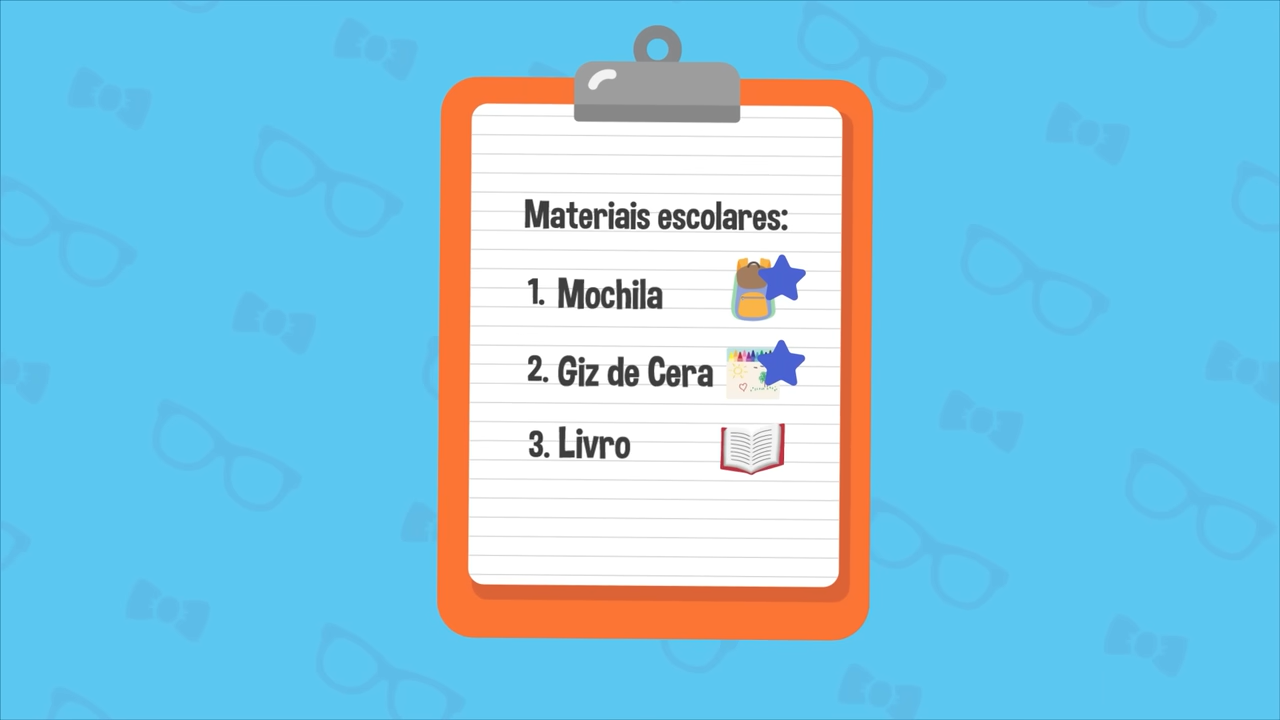 Materiais escolares:
1. Mochila
2. Giz de Cera
3. Livro